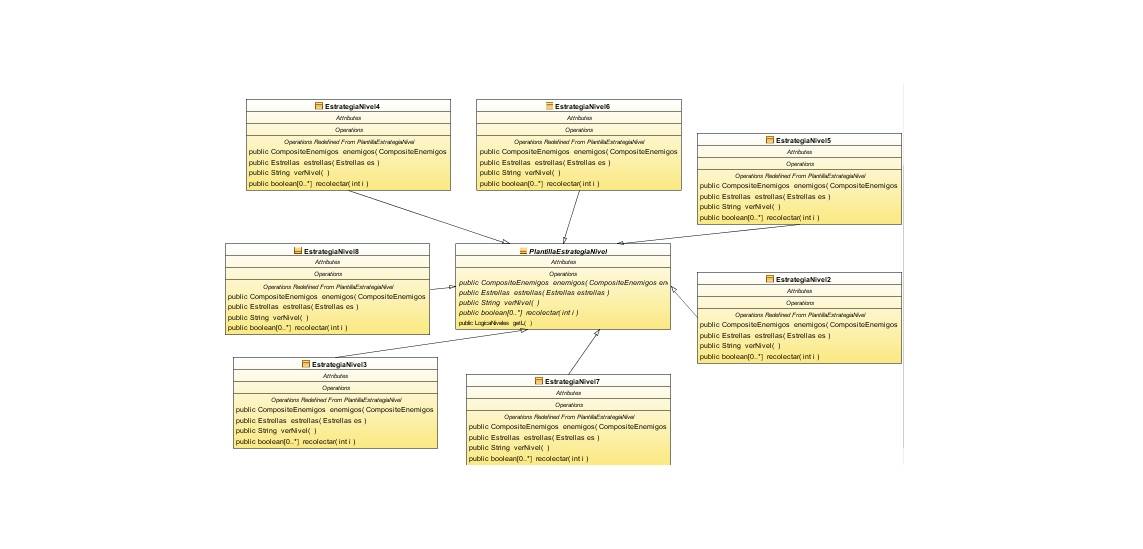 EstrategiaNivel4
Attributes
Operations
Operations Redefined From PlantillaEstrategiaNivel
public CompositeEnemigos enemigos( CompositeEnemigos
public Estrellas estrellas( Estrellas es )
public String verNivel( )
public boolean[0..*] recolectar( int i )
EstrategiaNivel6
Attributes
Operations
Operations Redefined From PlantillaEstrategiaNivel
public CompositeEnemigos enemigos( CompositeEnemigos
public Estrellas estrellas( Estrellas es )
public String verNivel( )
public boolean[0..*] recolectar( int i )
EstrategiaNivel5
Attributes
Operations
Operations Redefined From PlantillaEstrategiaNivel
public CompositeEnemigos enemigos( CompositeEnemigos
public Estrellas estrellas( Estrellas es )
public String verNivel( )
public boolean[0..*] recolectar( int i )
EstrategiaNivel8
Attributes
Operations
Operations Redefined From PlantillaEstrategiaNivel
public CompositeEnemigos enemigos( CompositeEnemigos
public Estrellas estrellas( Estrellas es )
public String verNivel( )
public boolean[0..*] recolectar( int i )
PlantillaEstrategiaNivel
Attributes
Operations
public CompositeEnemigos enemigos( CompositeEnemigos en
public Estrellas estrellas( Estrellas estrellas )
public String verNivel( )
public boolean[0..*] recolectar( int i )
public LogicaNiveles getL( )
EstrategiaNivel2
Attributes
Operations
Operations Redefined From PlantillaEstrategiaNivel
public CompositeEnemigos enemigos( CompositeEnemigos
public Estrellas estrellas( Estrellas es )
public String verNivel( )
public boolean[0..*] recolectar( int i )
EstrategiaNivel3
Attributes
Operations
Operations Redefined From PlantillaEstrategiaNivel
public CompositeEnemigos enemigos( CompositeEnemigos
public Estrellas estrellas( Estrellas es )
public String verNivel( )
public boolean[0..*] recolectar( int i )
EstrategiaNivel7
Attributes
Operations
Operations Redefined From PlantillaEstrategiaNivel
public CompositeEnemigos enemigos( CompositeEnemigos
public Estrellas estrellas( Estrellas es )
public String verNivel( )
public boolean[0..*] recolectar( int i )